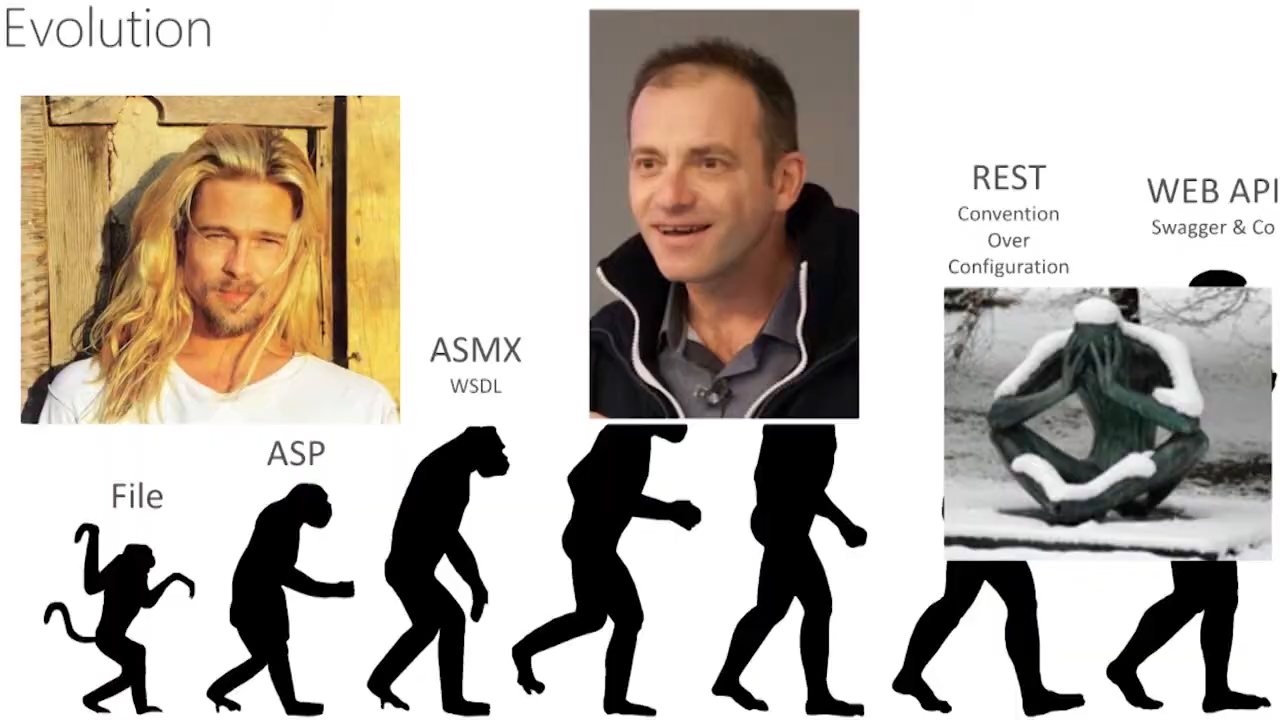 Evolution
File
ASP
ASMX
WSDL
REST
Convention
Over
Configuration
WEB API
Swagger & Co